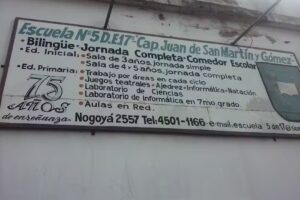 Escuela N°5 D.E.17 "Cap. Juan de San Martín y Gómez"
•Bilingüe - Jornada Completa - Comedor Escolar
•Ed. Inicial: •Sala de 3 años, jornada simple
•Sala de 4 y 5 años, jornada completa
•Ed. Primaria: •Trabajo por áreas en cada ciclo
•Juegos teatrales - Ajedrez - Informática - Natación
•Laboratorio de Ciencias
•Laboratorio de informática en 7mo grado.
•Aulas en Red.
75
AÑOS
de enseñanza.
Nogoyá 2557 Tel: 4501-1166 e-mail: escuela